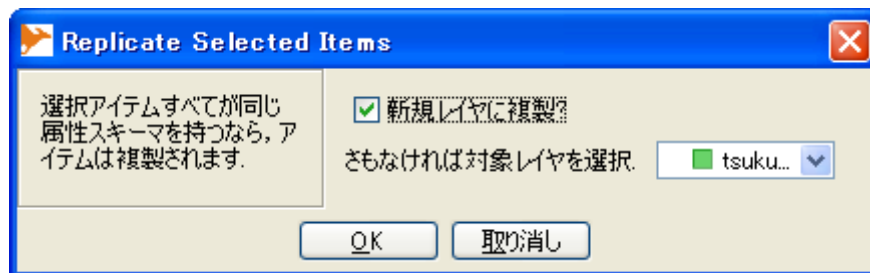 Replicate Selected Items
選択アイテムすべてが同じ
属性スキーマを持つなら, ア
イテムは複製されます.
新規レイヤに複製?
さもなければ対象レイヤを選択.
tsuku...
OK
取り消し